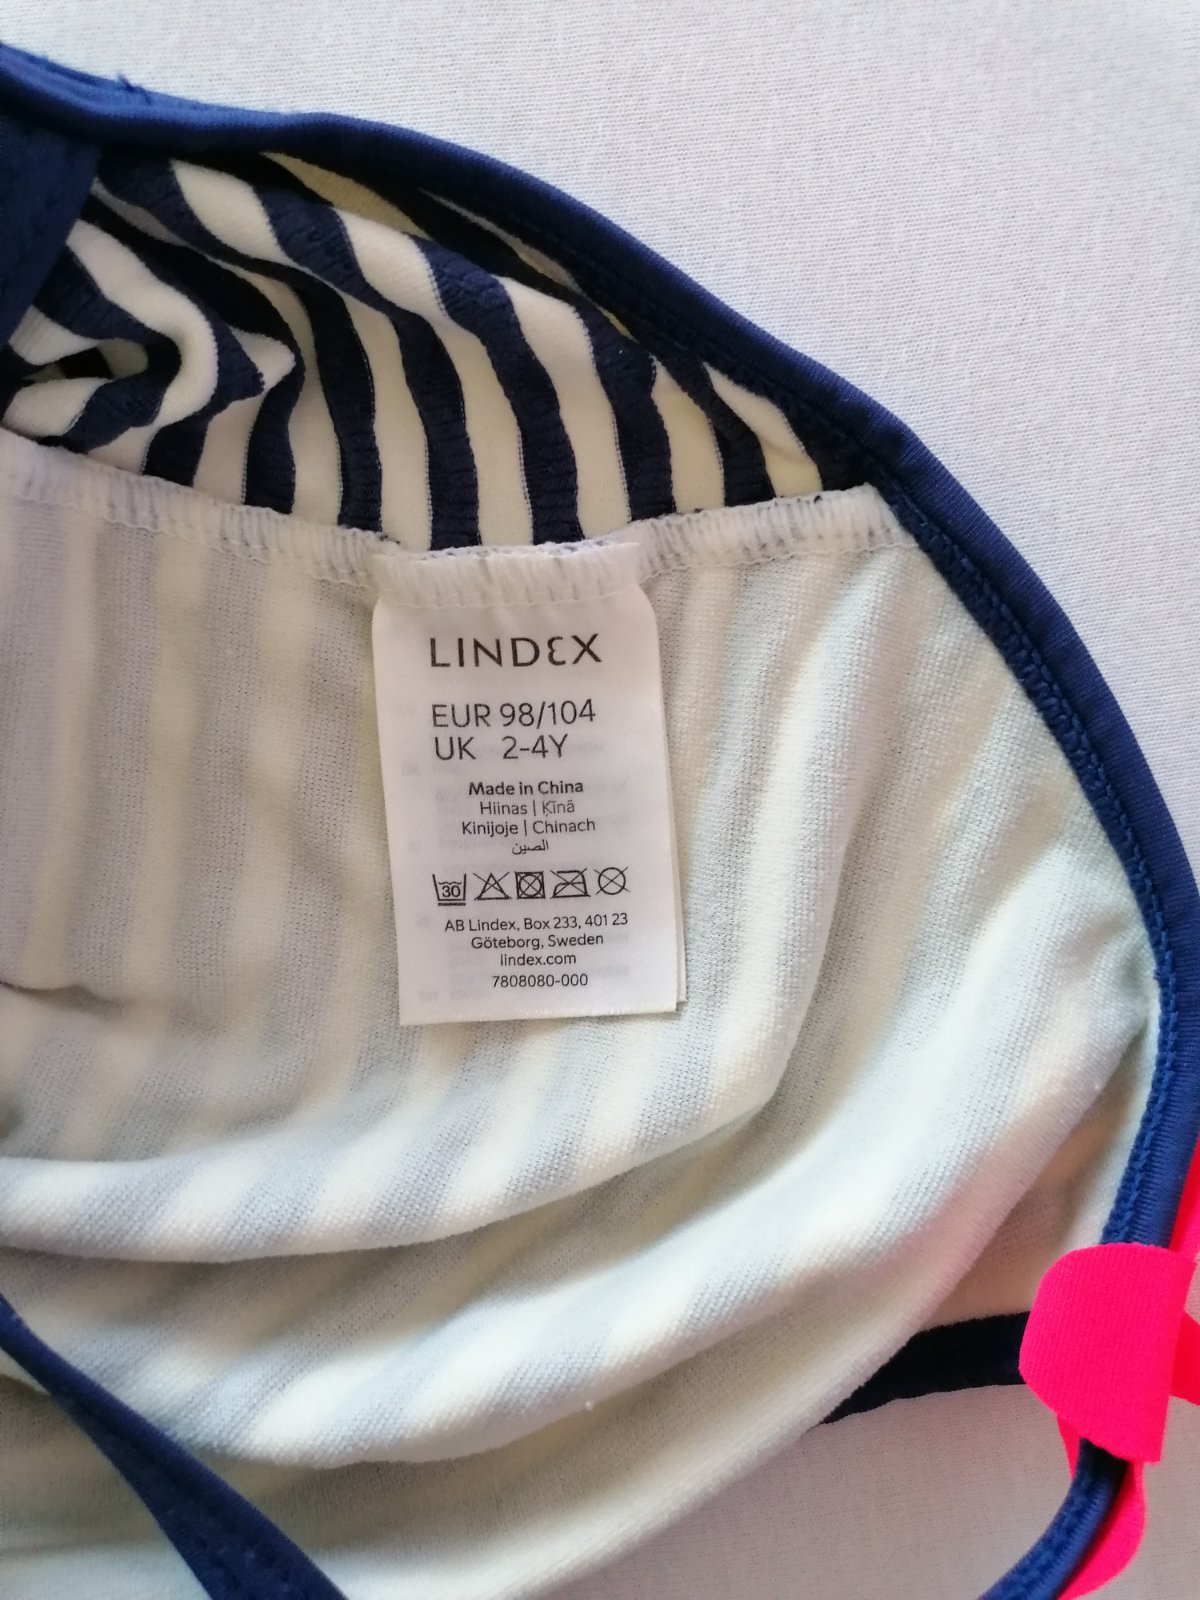 LINDEX
EUR 98/104
UK 2-4Y
Made in China
Hiinas | Ķīnā
Kinijoje | Chinach
الصين
30
AB Lindex, Box 233, 401 23
Göteborg, Sweden
lindex.com
7808080-000